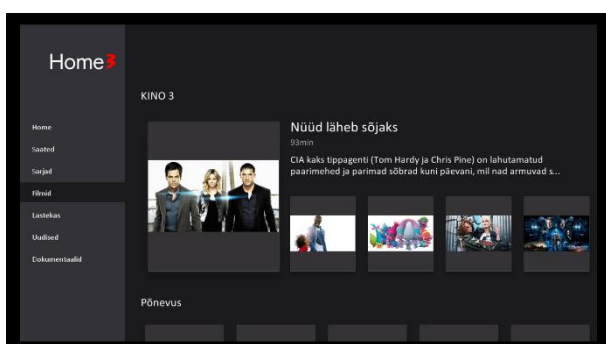 Home3
Home
Saated
Sarjad
Filmid
Lastekas
Uudised
Dokumentaalid
KINO 3
Nüüd läheb sõjaks
93min
CIA kaks tippagenti (Tom Hardy ja Chris Pine) on lahutamatud
paarimehed ja parimad sõbrad kuni päevani, mil nad armuvad s...
Põnevus